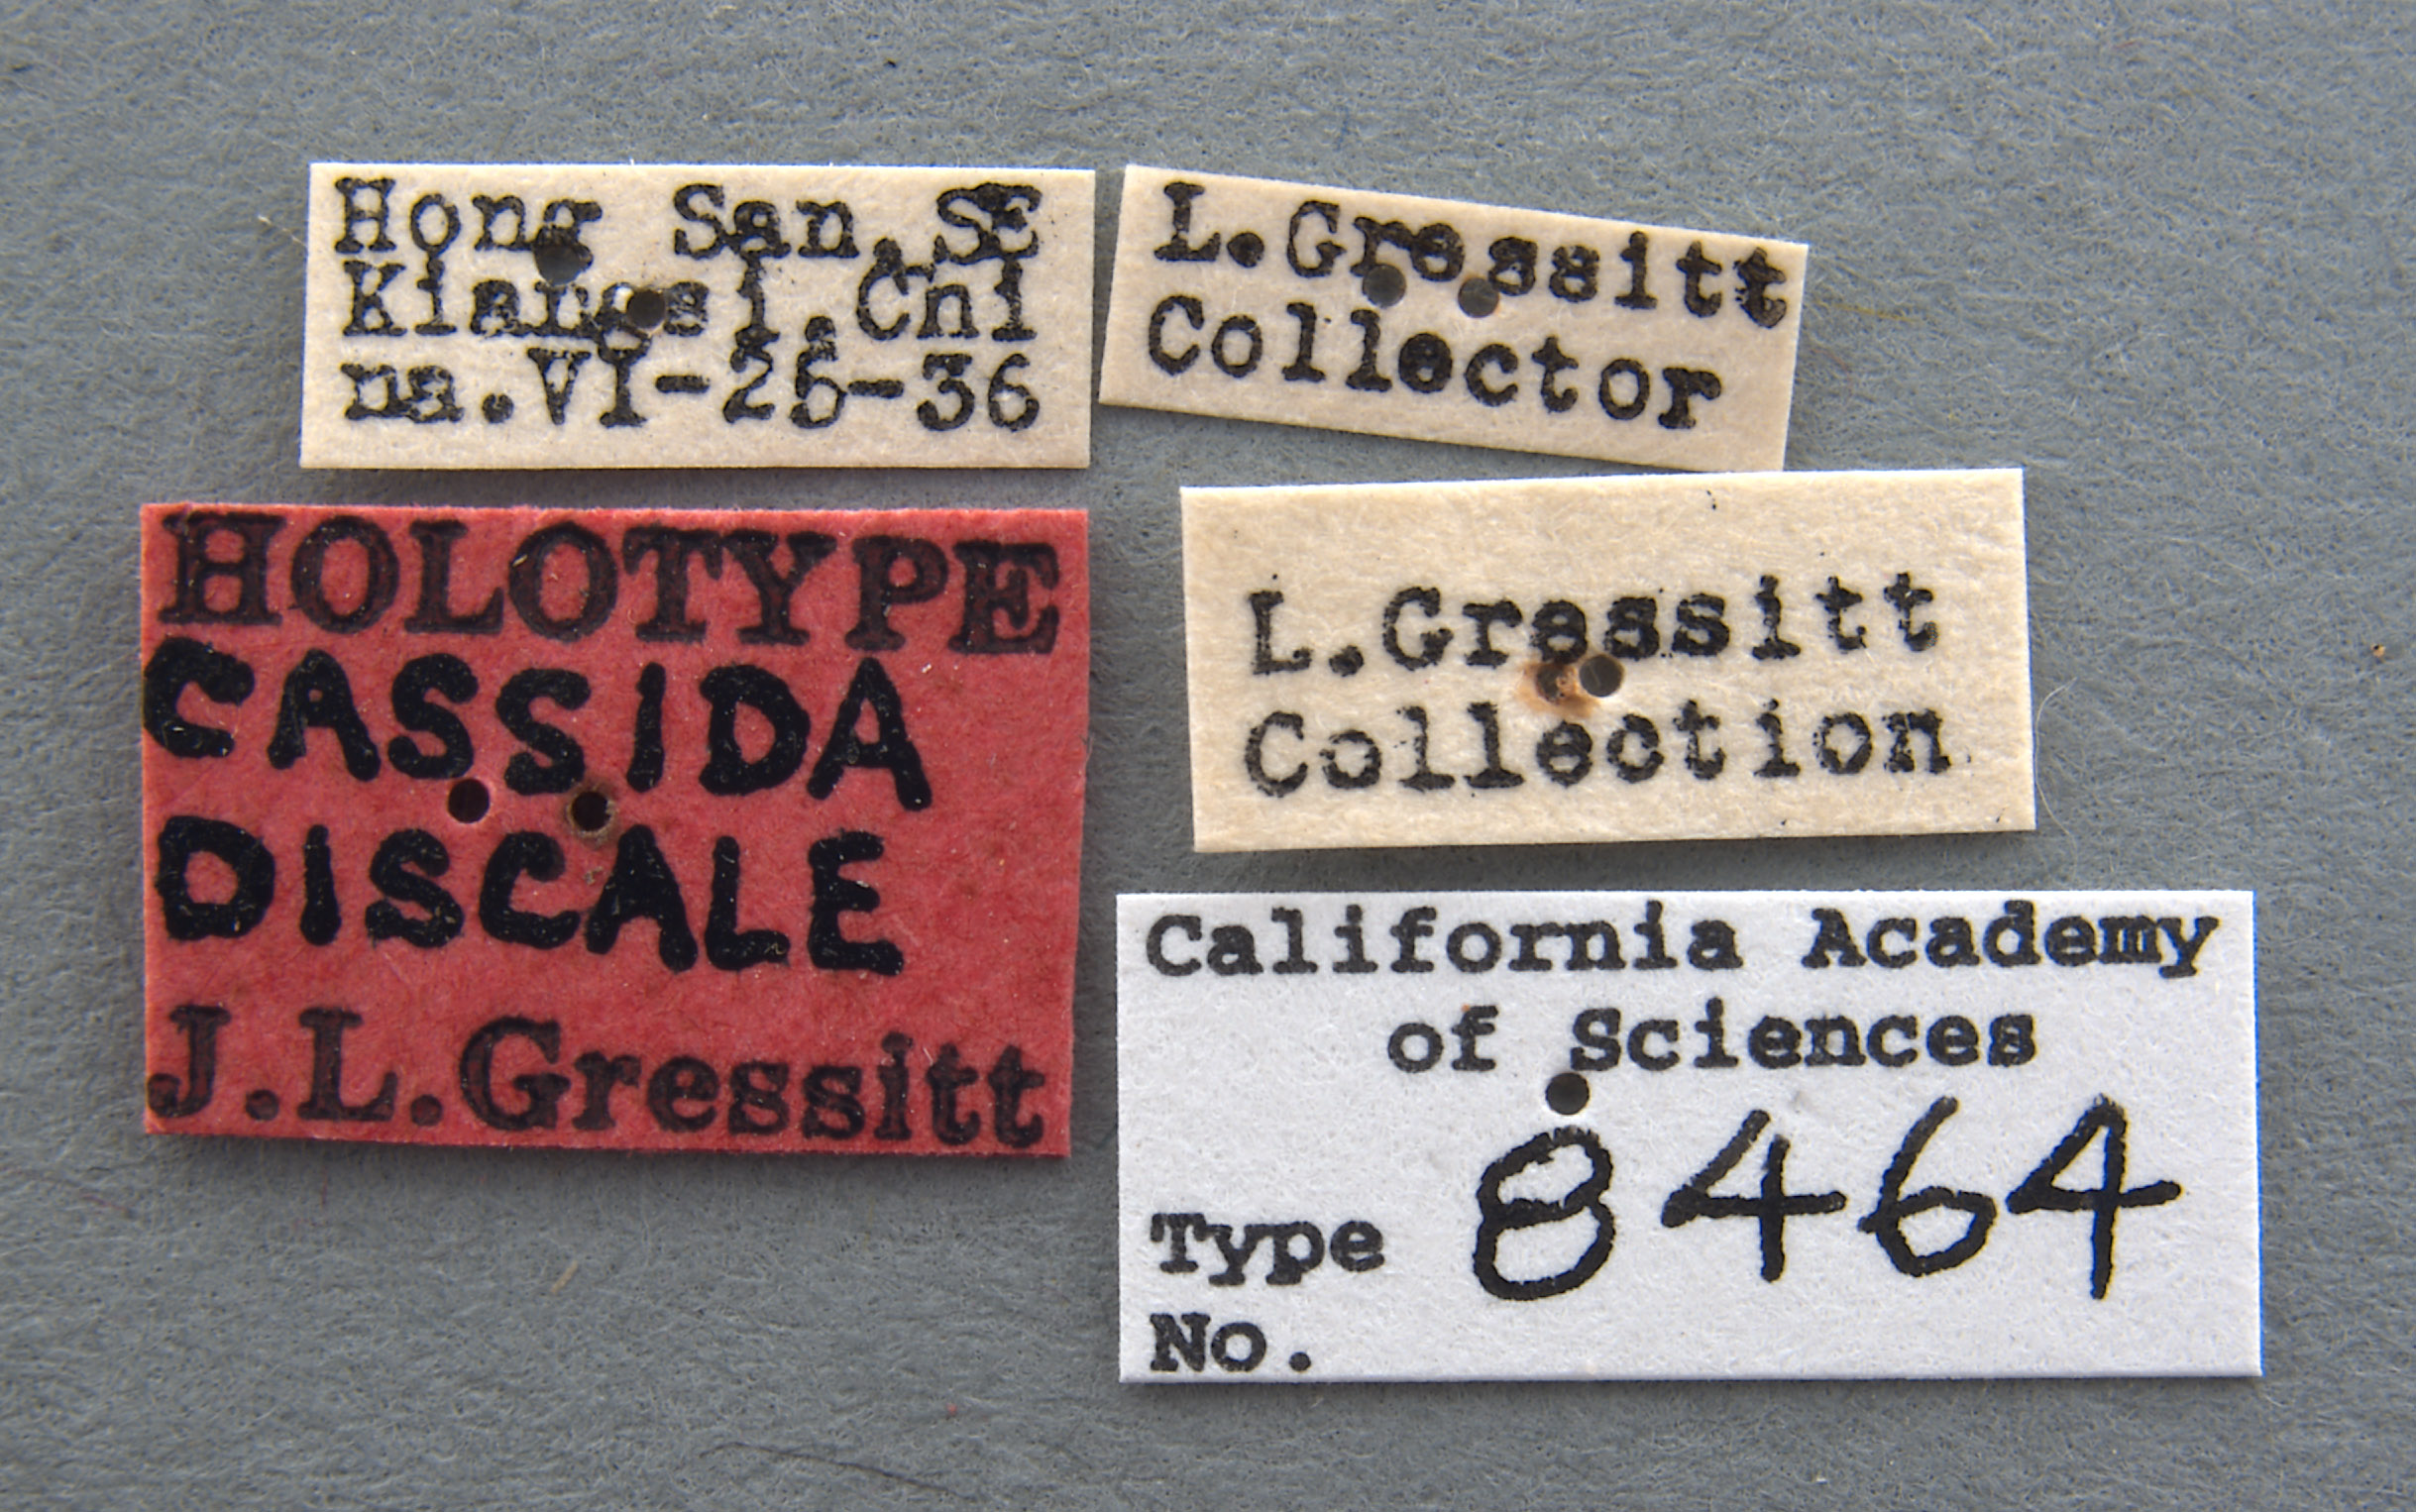 Hong San, SE
Kiangsi, Chi
na. VI-25-36
L.Gressitt
Collector
HOLOTYPE
CASSIDA
DISCALE
J.L.Gressitt
L.Gressitt
Collection
California Academy
of Sciences
Type 8464
No.